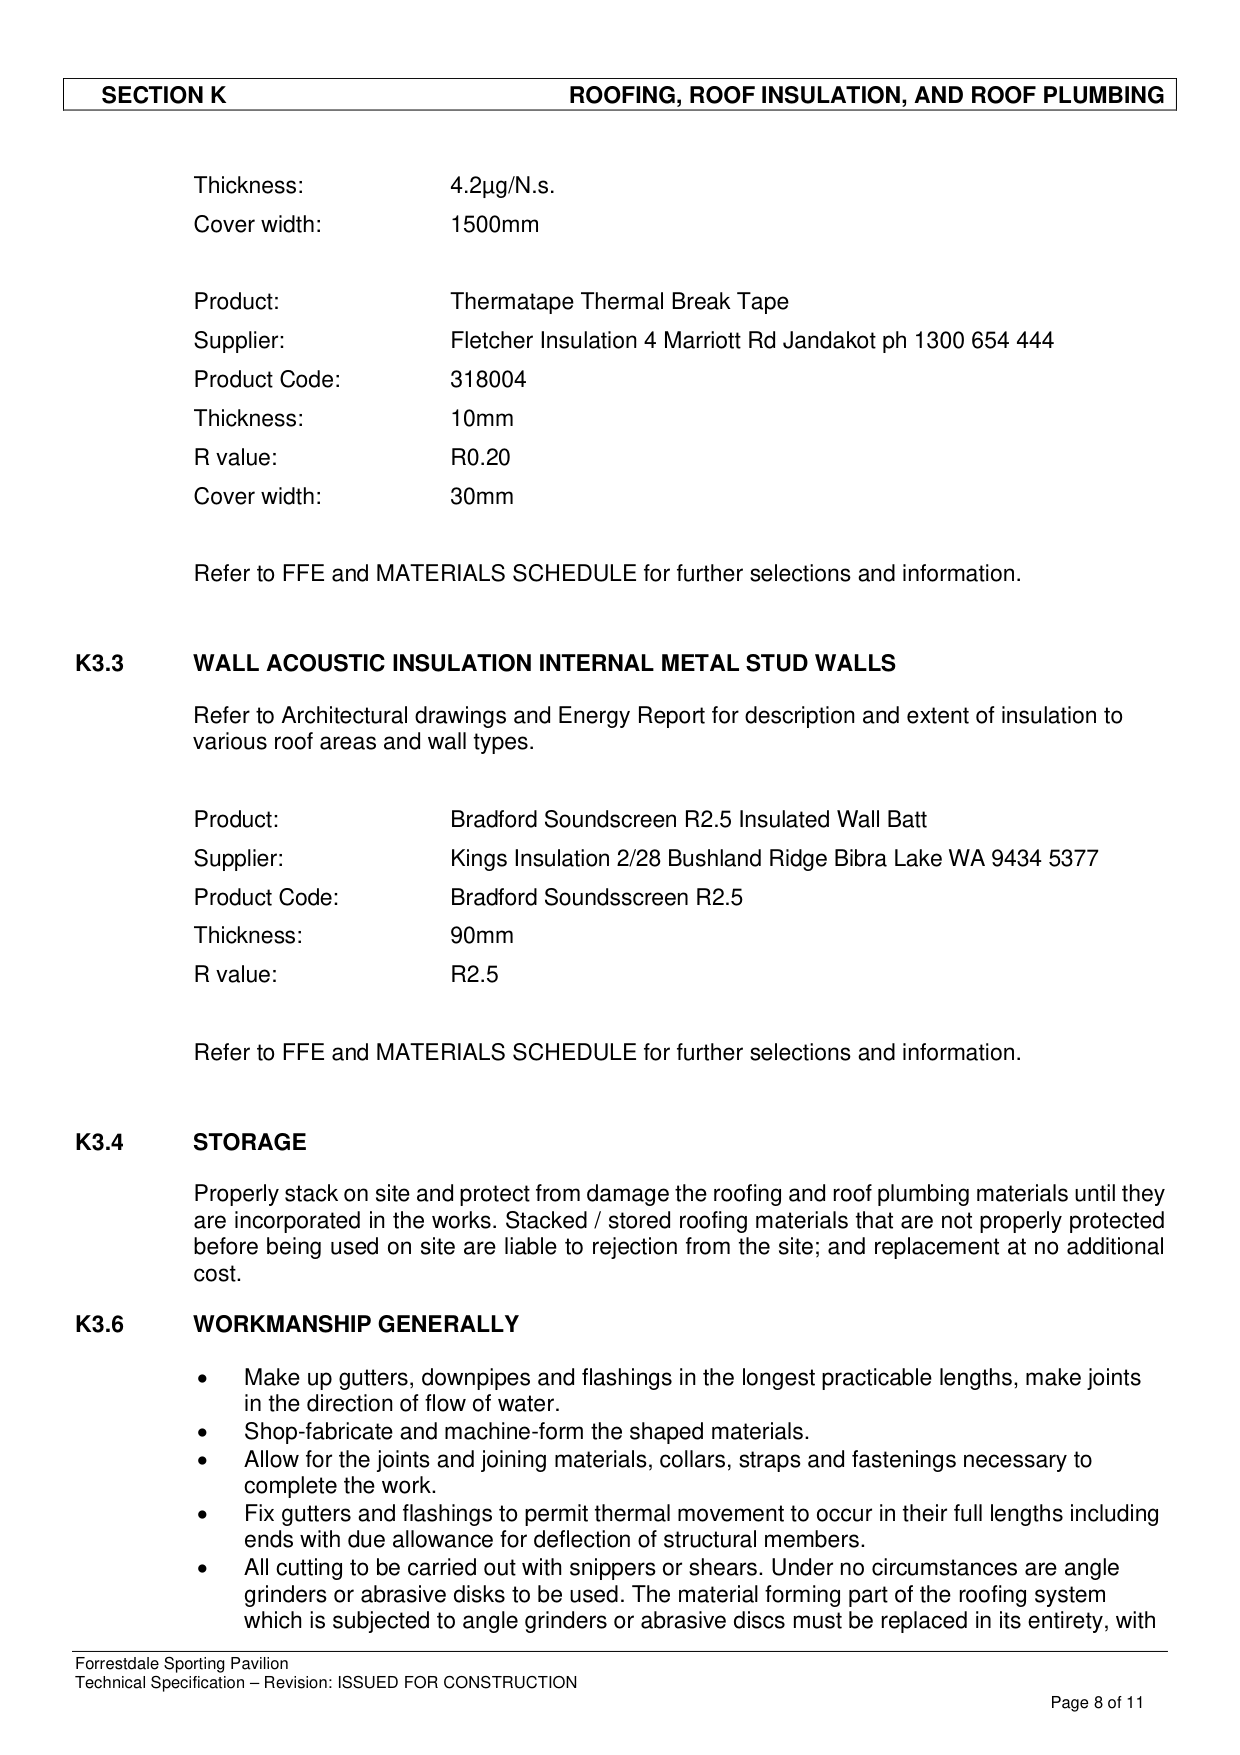 SECTION K ROOFING, ROOF INSULATION, AND ROOF PLUMBING
Thickness: 4.2µg/N.s.
Cover width: 1500mm
Product: Thermatape Thermal Break Tape
Supplier: Fletcher Insulation 4 Marriott Rd Jandakot ph 1300 654 444
Product Code: 318004
Thickness: 10mm
R value: R0.20
Cover width: 30mm
Refer to FFE and MATERIALS SCHEDULE for further selections and information.
K3.3 WALL ACOUSTIC INSULATION INTERNAL METAL STUD WALLS
Refer to Architectural drawings and Energy Report for description and extent of insulation to
various roof areas and wall types.
Product: Bradford Soundscreen R2.5 Insulated Wall Batt
Supplier: Kings Insulation 2/28 Bushland Ridge Bibra Lake WA 9434 5377
Product Code: Bradford Soundsscreen R2.5
Thickness: 90mm
R value: R2.5
Refer to FFE and MATERIALS SCHEDULE for further selections and information.
K3.4 STORAGE
Properly stack on site and protect from damage the roofing and roof plumbing materials until they
are incorporated in the works. Stacked / stored roofing materials that are not properly protected
before being used on site are liable to rejection from the site; and replacement at no additional
cost.
K3.6 WORKMANSHIP GENERALLY
• Make up gutters, downpipes and flashings in the longest practicable lengths, make joints
in the direction of flow of water.
• Shop-fabricate and machine-form the shaped materials.
• Allow for the joints and joining materials, collars, straps and fastenings necessary to
complete the work.
• Fix gutters and flashings to permit thermal movement to occur in their full lengths including
ends with due allowance for deflection of structural members.
• All cutting to be carried out with snippers or shears. Under no circumstances are angle
grinders or abrasive disks to be used. The material forming part of the roofing system
which is subjected to angle grinders or abrasive discs must be replaced in its entirety, with
Forrestdale Sporting Pavilion
Technical Specification – Revision: ISSUED FOR CONSTRUCTION
Page 8 of 11